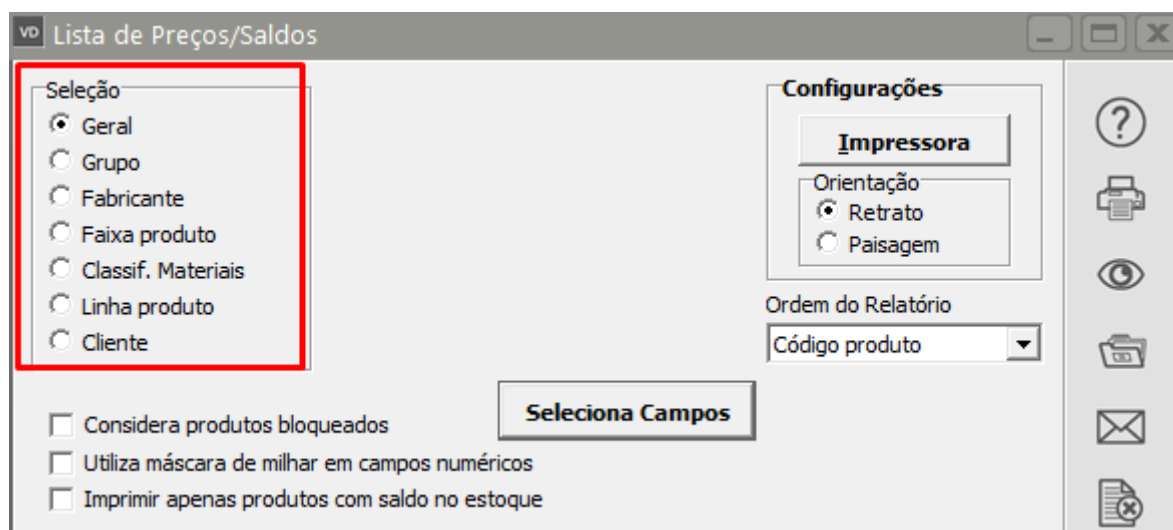 VD Lista de Preços/Saldos
Seleção
Geral
Grupo
Fabricante
Faixa produto
Classif. Materiais
Linha produto
Cliente
Configurações
Impressora
Orientação
Retrato
Paisagem
Ordem do Relatório
Código produto
Seleciona Campos
Considera produtos bloqueados
Utiliza máscara de milhar em campos numéricos
Imprimir apenas produtos com saldo no estoque